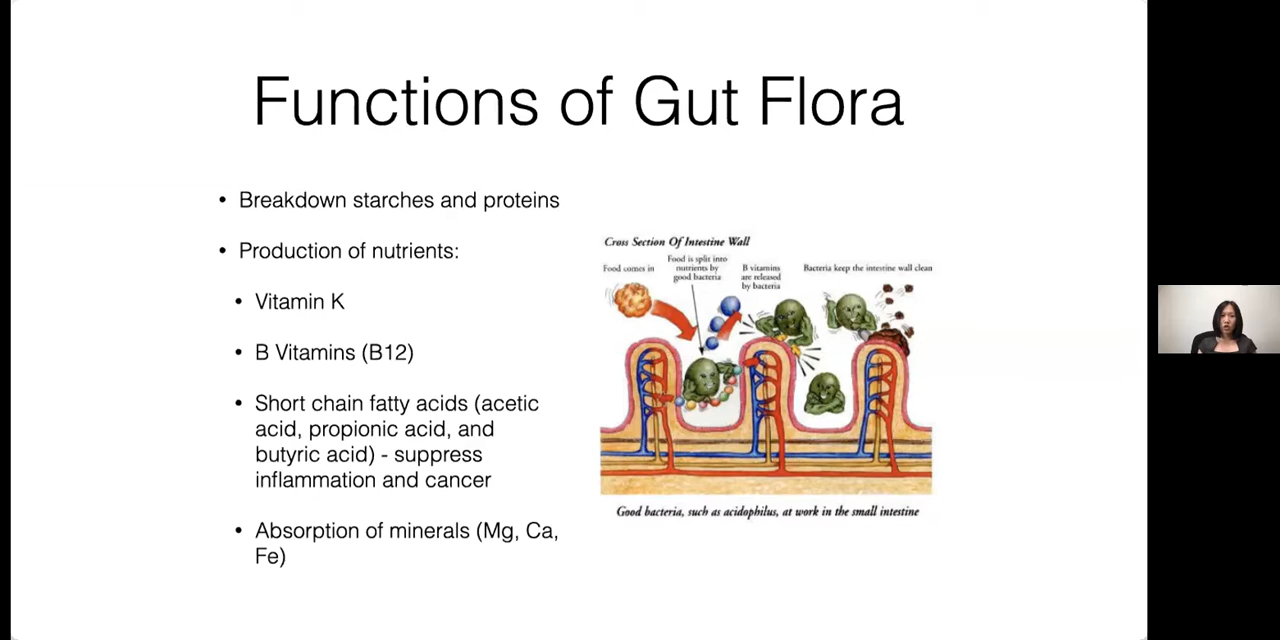 Functions of Gut Flora
• Breakdown starches and proteins
• Production of nutrients:
• Vitamin K
• B Vitamins (B12)
• Short chain fatty acids (acetic
acid, propionic acid, and
butyric acid) - suppress
inflammation and cancer
• Absorption of minerals (Mg, Ca,
Fe)
Cross Section Of Intestine Wall
Food comes in
Food is split into
nutrients by
good bacteria
B vitamins
are released
by bacteria
Bacteria keep the intestine wall clean
Good bacteria, such as acidophilus, at work in the small intestine